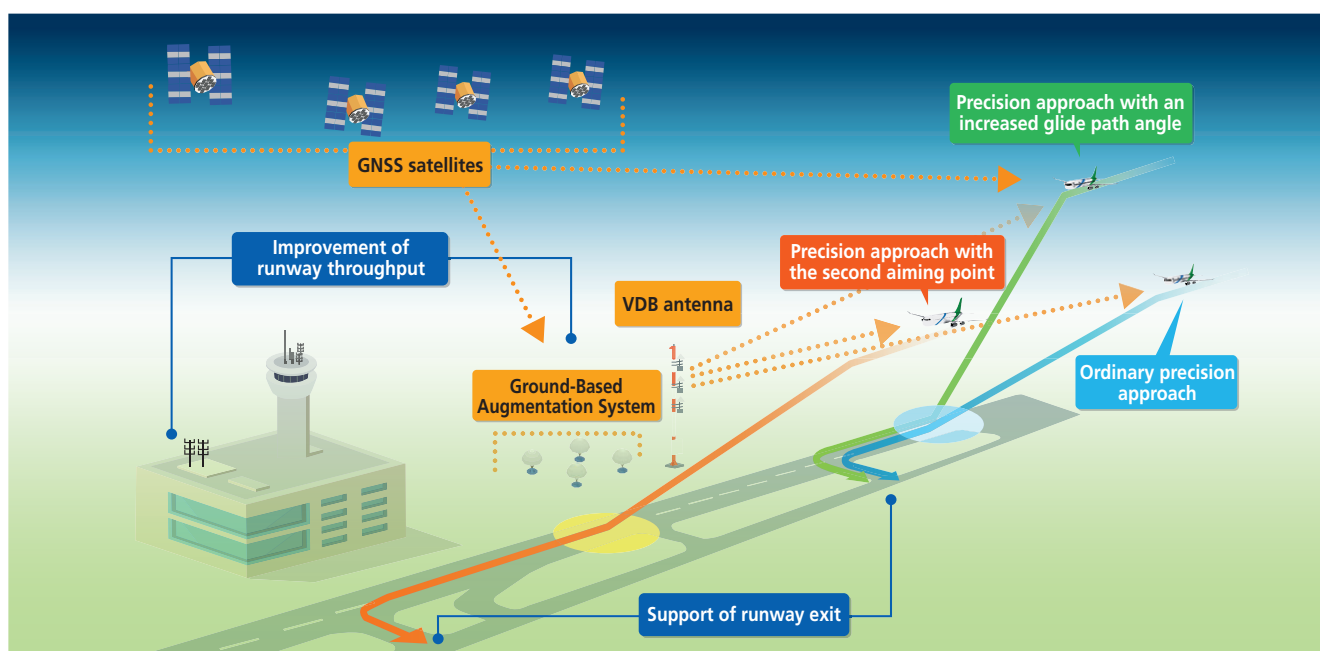 Precision approach with an
increased glide path angle
GNSS satellites
Improvement of
runway throughput
Precision approach with
the second aiming point
VDB antenna
Ground-Based
Augmentation System
Ordinary precision
approach
Support of runway exit